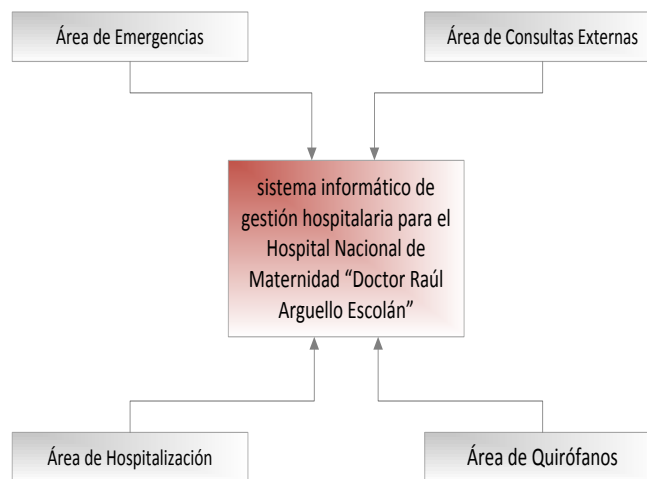 Área de Emergencias
Área de Consultas Externas
sistema informático de
gestión hospitalaria para el
Hospital Nacional de
Maternidad “Doctor Raúl
Arguello Escolán”
Área de Hospitalización
Área de Quirófanos